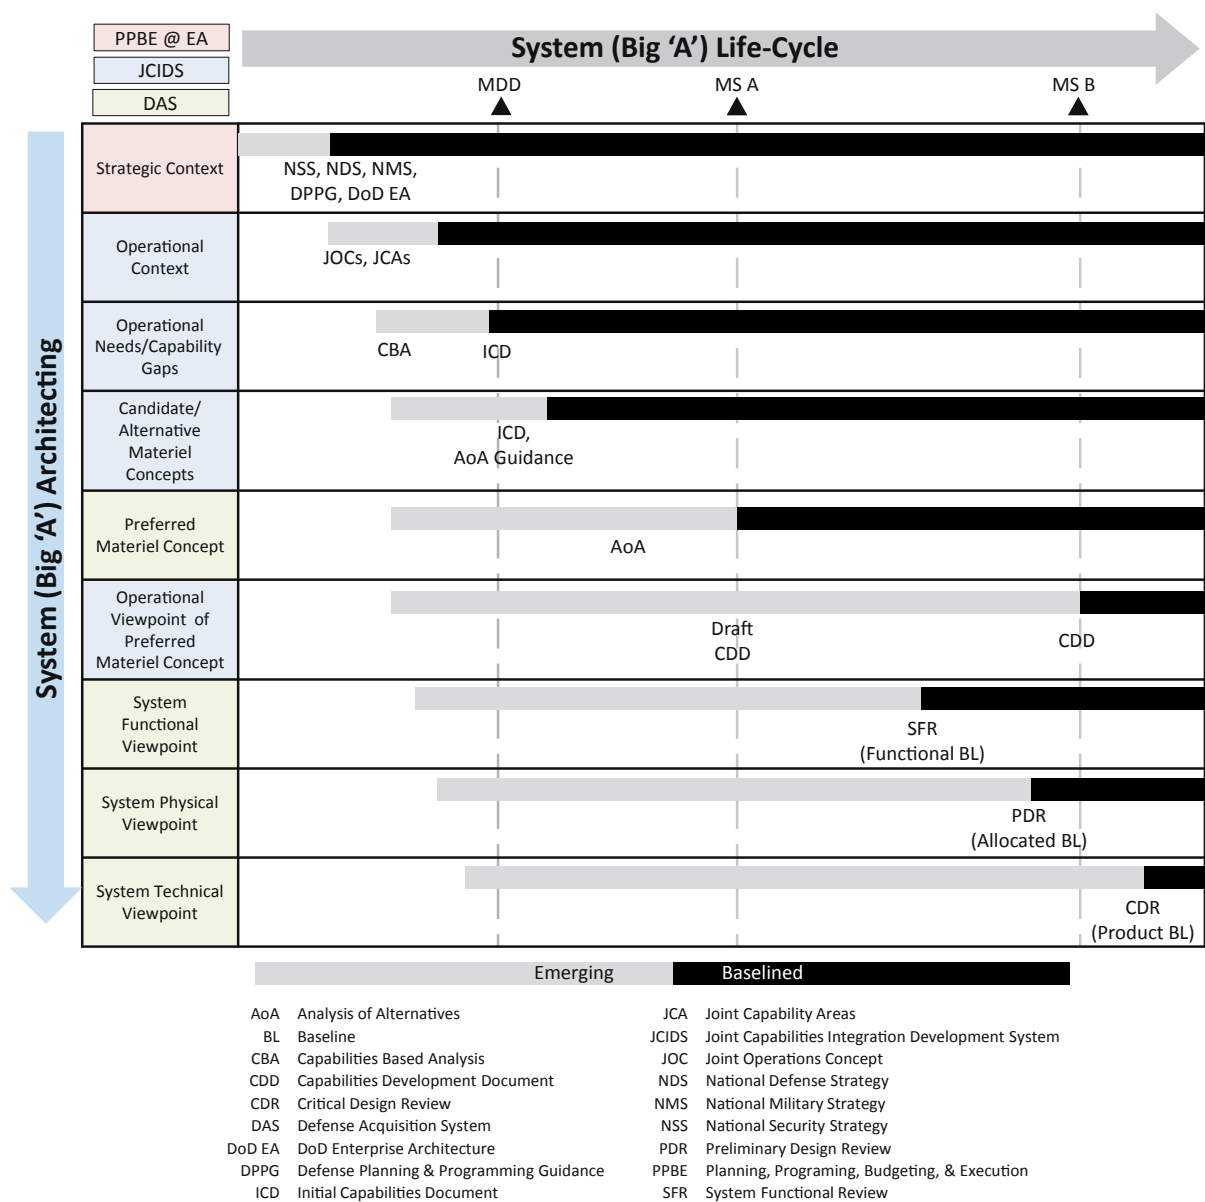 PPBE @ EA
JCIDS
DAS
System (Big ‘A’) Life-Cycle
MDD
MS A
MS B
System (Big ‘A’) Architecting
Strategic Context
NSS, NDS, NMS,
DPPG, DoD EA
Operational
Context
JOCs, JCAs
Operational
Needs/Capability
Gaps
CBA
ICD
Candidate/
Alternative
Materiel
Concepts
ICD,
AoA Guidance
Preferred
Materiel Concept
AoA
Operational
Viewpoint of
Preferred
Materiel Concept
Draft
CDD
CDD
System
Functional
Viewpoint
SFR
(Functional BL)
System Physical
Viewpoint
PDR
(Allocated BL)
System Technical
Viewpoint
CDR
(Product BL)
Emerging
Baselined
AoA Analysis of Alternatives
BL Baseline
CBA Capabilities Based Analysis
CDD Capabilities Development Document
CDR Critical Design Review
DAS Defense Acquisition System
DoD EA DoD Enterprise Architecture
DPPG Defense Planning & Programming Guidance
ICD Initial Capabilities Document
JCA Joint Capability Areas
JCIDS Joint Capabilities Integration Development System
JOC Joint Operations Concept
NDS National Defense Strategy
NMS National Military Strategy
NSS National Security Strategy
PDR Preliminary Design Review
PPBE Planning, Programing, Budgeting, & Execution
SFR System Functional Review